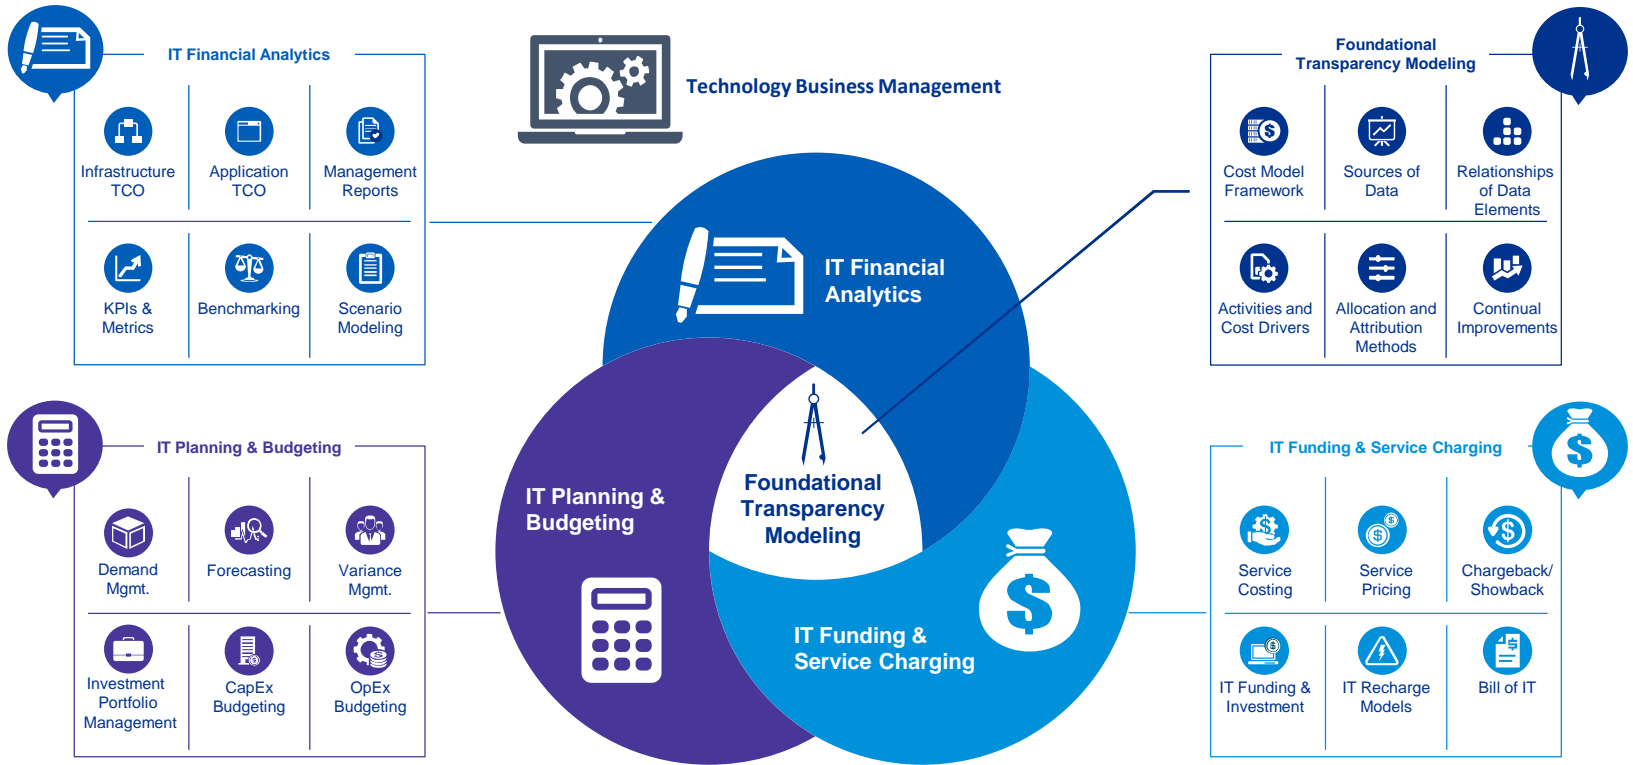 IT Financial Analytics
Infrastructure
TCO
Application
TCO
Management
Reports
KPIs &
Metrics
Benchmarking
Scenario
Modeling
Technology Business Management
Foundational
Transparency Modeling
Cost Model
Framework
Sources of
Data
Relationships
of Data
Elements
Activities and
Cost Drivers
Allocation and
Attribution
Methods
Continual
Improvements
IT Financial
Analytics
IT Planning &
Budgeting
Foundational
Transparency
Modeling
IT Funding &
Service Charging
IT Planning & Budgeting
Demand
Mgmt.
Forecasting
Variance
Mgmt.
Investment
Portfolio
Management
CapEx
Budgeting
OpEx
Budgeting
IT Funding & Service Charging
Service
Costing
Service
Pricing
Chargeback/
Showback
IT Funding &
Investment
IT Recharge
Models
Bill of IT